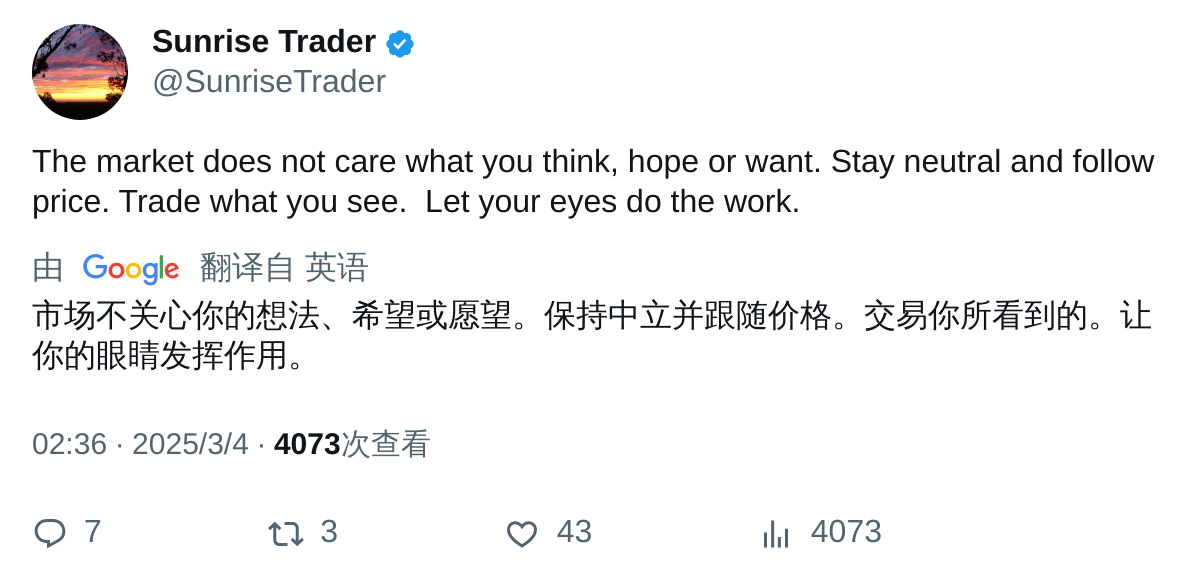 Sunrise Trader
@SunriseTrader
The market does not care what you think, hope or want. Stay neutral and follow
price. Trade what you see.  Let your eyes do the work.
由 Google 翻译自 英语
市场不关心你的想法、希望或愿望。保持中立并跟随价格。交易你所看到的。让
你的眼睛发挥作用。
02:36 · 2025/3/4 · 4073次查看
7 3 43 4073